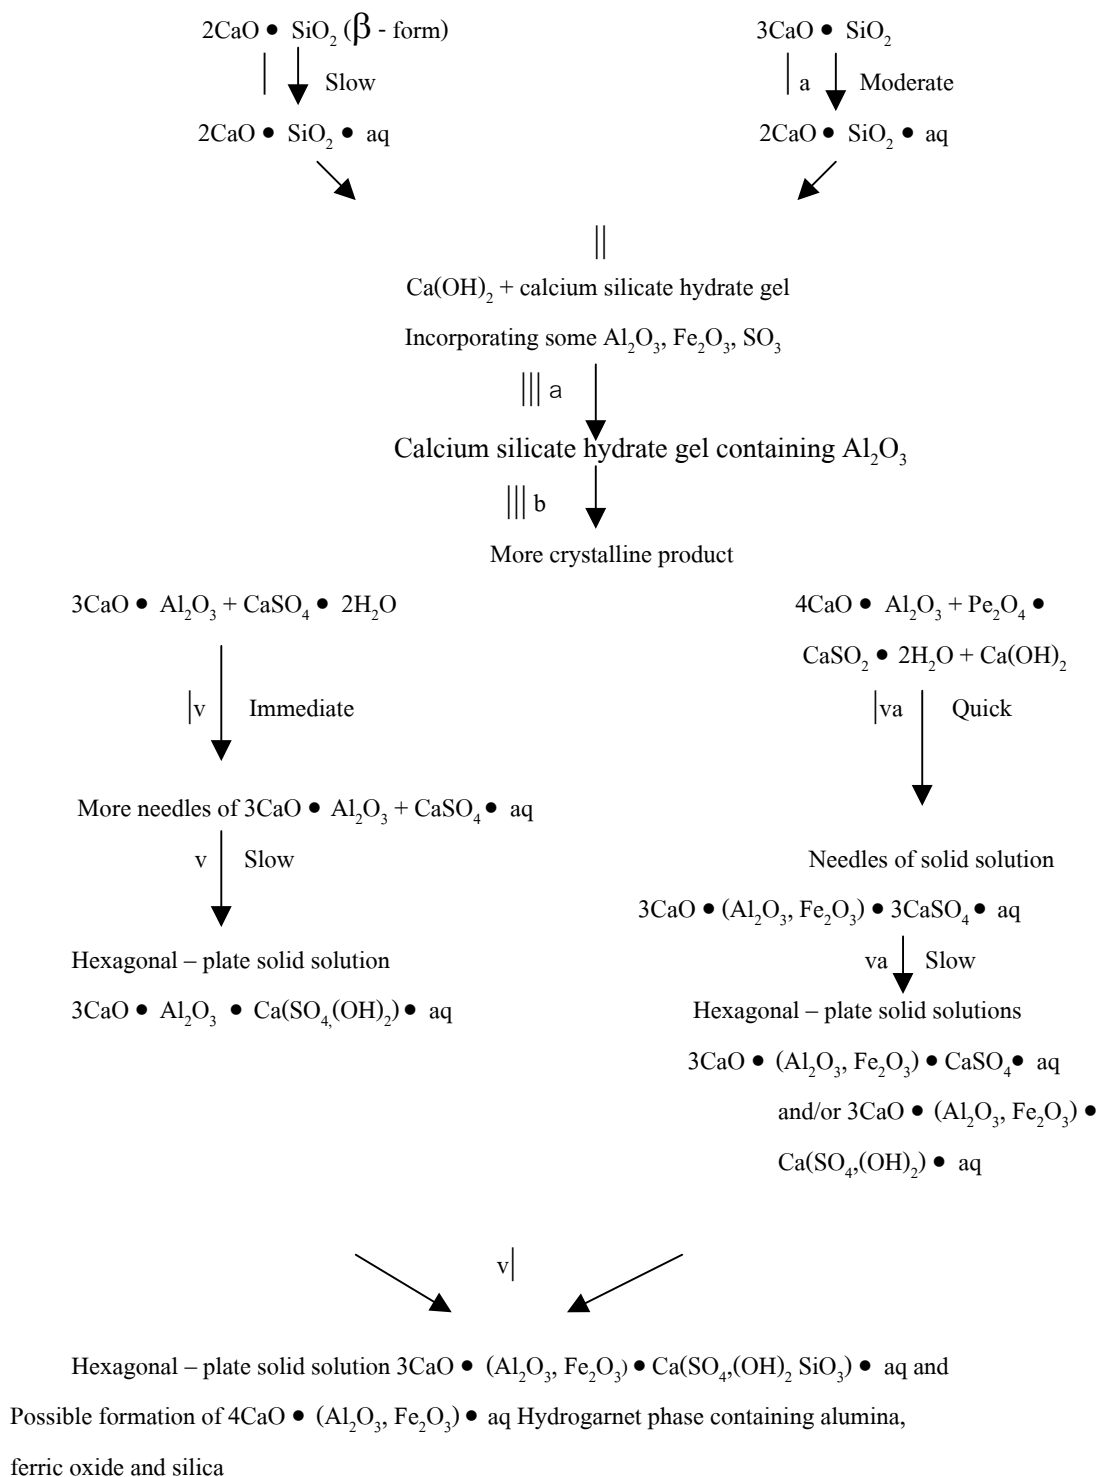 2CaO ● SiO₂ (β - form) 3CaO ● SiO₂
| Slow | a Moderate
2CaO ● SiO₂ ● aq 2CaO ● SiO₂ ● aq
||
Ca(OH)₂ + calcium silicate hydrate gel
Incorporating some Al₂O₃, Fe₂O₃, SO₃
||| a
Calcium silicate hydrate gel containing Al₂O₃
||| b
More crystalline product
3CaO ● Al₂O₃ + CaSO₄ ● 2H₂O 4CaO ● Al₂O₃ + Pe₂O₄ ●
CaSO₂ ● 2H₂O + Ca(OH)₂
|v Immediate |va Quick
More needles of 3CaO ● Al₂O₃ + CaSO₄ ● aq
v Slow Needles of solid solution
3CaO ● (Al₂O₃, Fe₂O₃) ● 3CaSO₄ ● aq
Hexagonal – plate solid solution va Slow
3CaO ● Al₂O₃ ● Ca(SO₄,(OH)₂) ● aq Hexagonal – plate solid solutions
3CaO ● (Al₂O₃, Fe₂O₃) ● CaSO₄ ● aq
and/or 3CaO ● (Al₂O₃, Fe₂O₃) ●
Ca(SO₄,(OH)₂) ● aq
v|
Hexagonal – plate solid solution 3CaO ● (Al₂O₃, Fe₂O₃) ● Ca(SO₄,(OH)₂ SiO₃) ● aq and
Possible formation of 4CaO ● (Al₂O₃, Fe₂O₃) ● aq Hydrogarnet phase containing alumina,
ferric oxide and silica